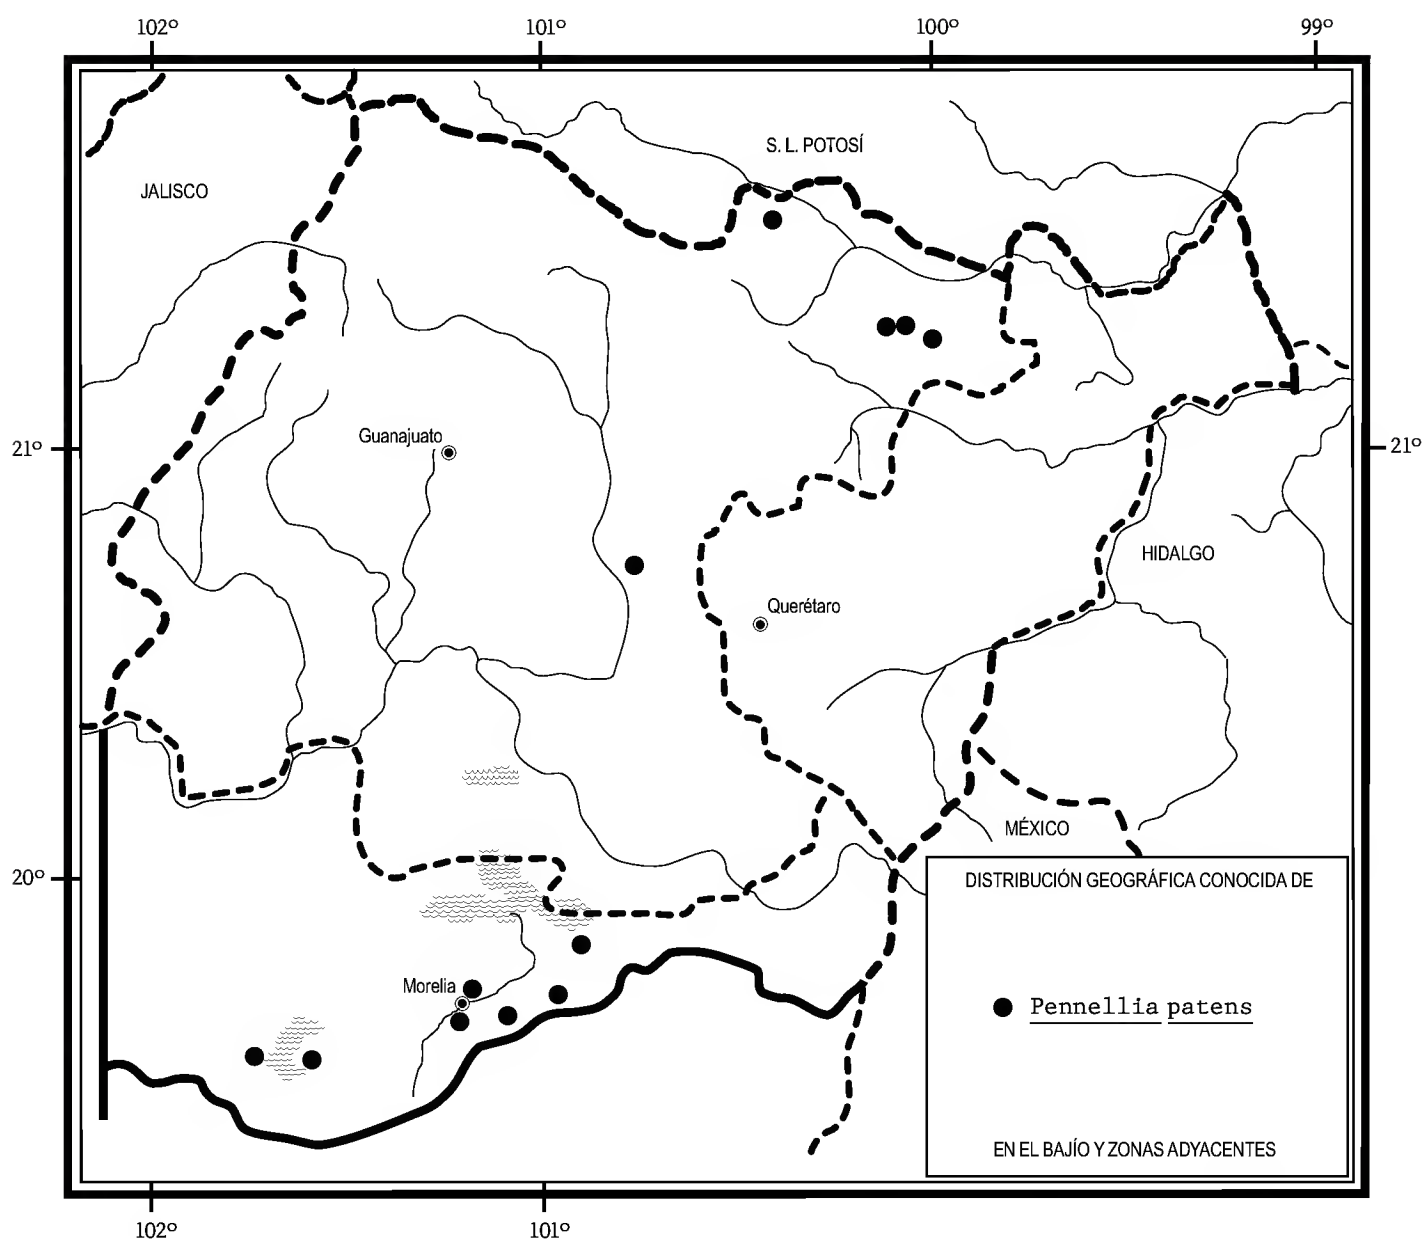 102º 101º 100º 99º
S. L. POTOSÍ
JALISCO
Guanajuato
21º 21º
HIDALGO
Querétaro
MÉXICO
20º
DISTRIBUCIÓN GEOGRÁFICA CONOCIDA DE
Morelia
Pennellia patens
EN EL BAJÍO Y ZONAS ADYACENTES
102º 101º